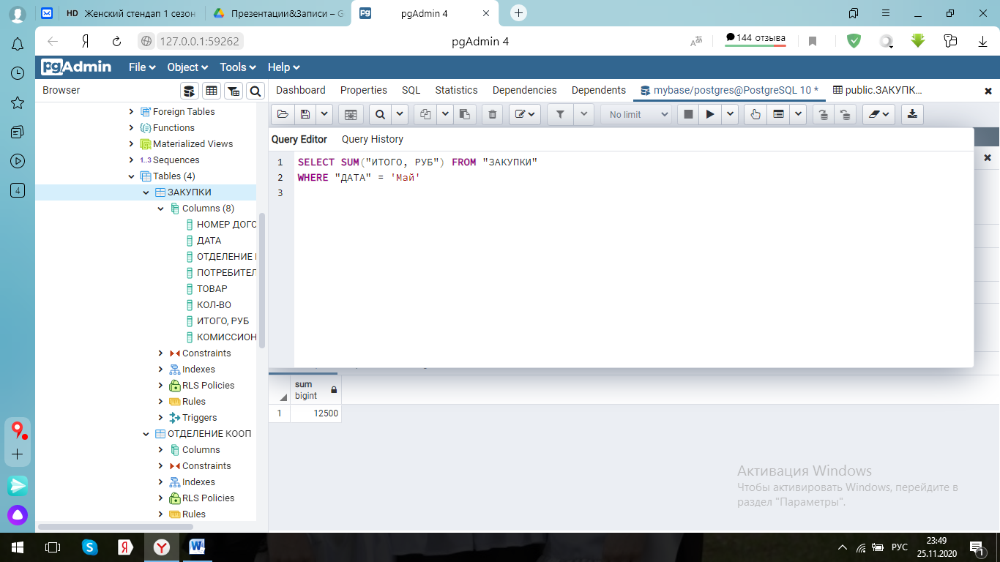 HD Женский стендап 1 сезон
Презентации&Записи – G
pgAdmin 4
127.0.0.1:59262
pgAdmin 4
144 отзыва
pgAdmin
File
Object
Tools
Help
Browser
Dashboard
Properties
SQL
Statistics
Dependencies
Dependents
mybase/postgres@PostgreSQL 10 *
public.ЗАКУПК...
No limit
Query Editor
Query History
1 SELECT SUM("ИТОГО, РУБ") FROM "ЗАКУПКИ"
2 WHERE "ДАТА" = 'Май'
3
Foreign Tables
Functions
Materialized Views
1..3 Sequences
Tables (4)
ЗАКУПКИ
Columns (8)
НОМЕР ДОГО
ДАТА
ОТДЕЛЕНИЕ
ПОТРЕБИТЕЛ
ТОВАР
КОЛ-ВО
ИТОГО, РУБ
КОМИССИОН
Constraints
Indexes
RLS Policies
Rules
Triggers
ОТДЕЛЕНИЕ КООП
Columns
Constraints
Indexes
RLS Policies
Rules
4
sum
bigint
1 12500
Активация Windows
Чтобы активировать Windows, перейдите в
раздел "Параметры".
РУС
23:49
25.11.2020
1